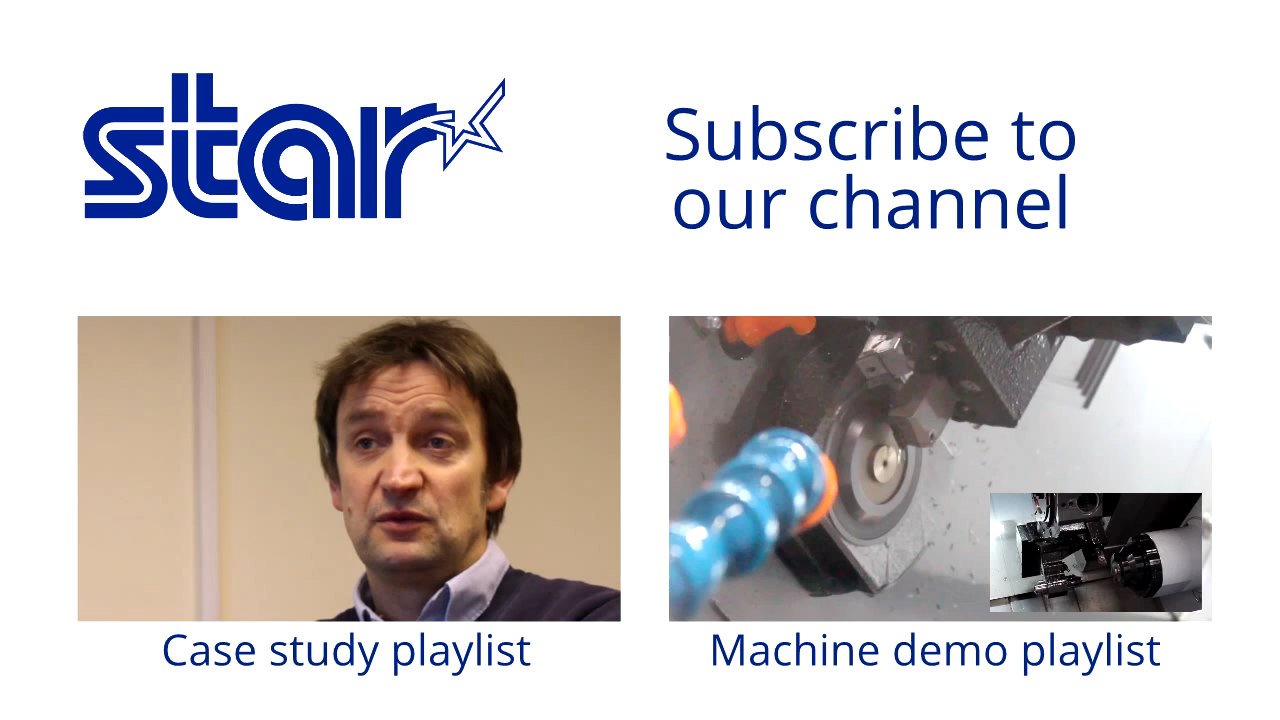 star
Subscribe to
our channel
Case study playlist
Machine demo playlist